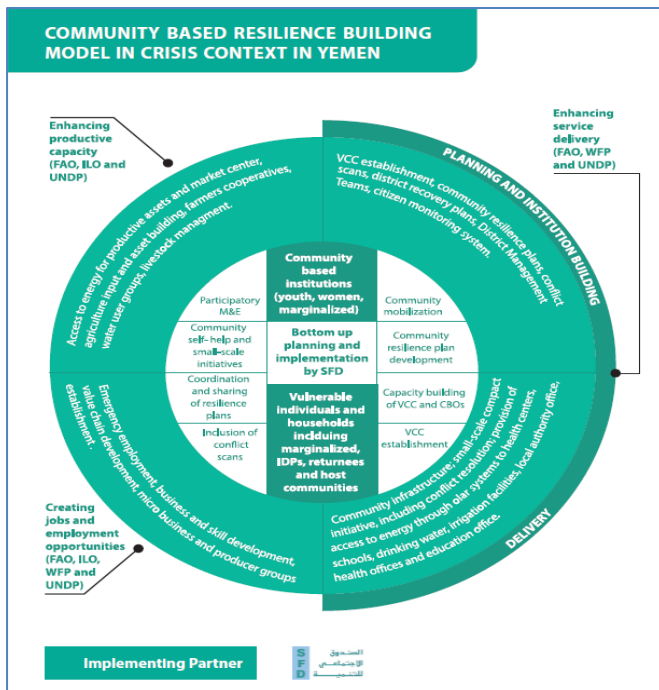 COMMUNITY BASED RESILIENCE BUILDING
MODEL IN CRISIS CONTEXT IN YEMEN
Enhancing
productive
capacity
(FAO, ILO and
UNDP)
Enhancing
service
delivery
(FAO, WFP
and UNDP)
PLANNING AND INSTITUTION BUILDING
Access to energy for productive assets and market center,
agriculture input and asset building, farmers cooperatives,
water user groups, livestock managment.
VCC establishment, community resilience plans, conflict
scans, district recovery plans, District Management
Teams, citizen monitoring system.
Community
based
institutions
(youth, women,
marginalized)
Participatory
M&E
Community
self-help and
small-scale
initiatives
Coordination
and sharing
of resilience
plans
Inclusion of
conflict
scans
Bottom up
planning and
implementation
by SFD
Community
mobilization
Community
resilience plan
development
Capacity building
of VCC and CBOs
VCC
establishment
Vulnerable
individuals and
households
including
marginalized,
IDPs, returnees
and host
communities
Emergency employment, business and skill development,
value chain development, micro business and producer groups
establishment .
Community infrastructure, small-scale compact
initiative, including conflict resolution; provision of
access to energy through olar systems to health centers,
schools, drinking water, irrigation facilities, local authority office,
health offices and education office.
DELIVERY
Creating
jobs and
employment
opportunities
(FAO, ILO,
WFP and
UNDP)
Implementing Partner
S
F
D
الصندوق
الاجتماعي
للتنمية